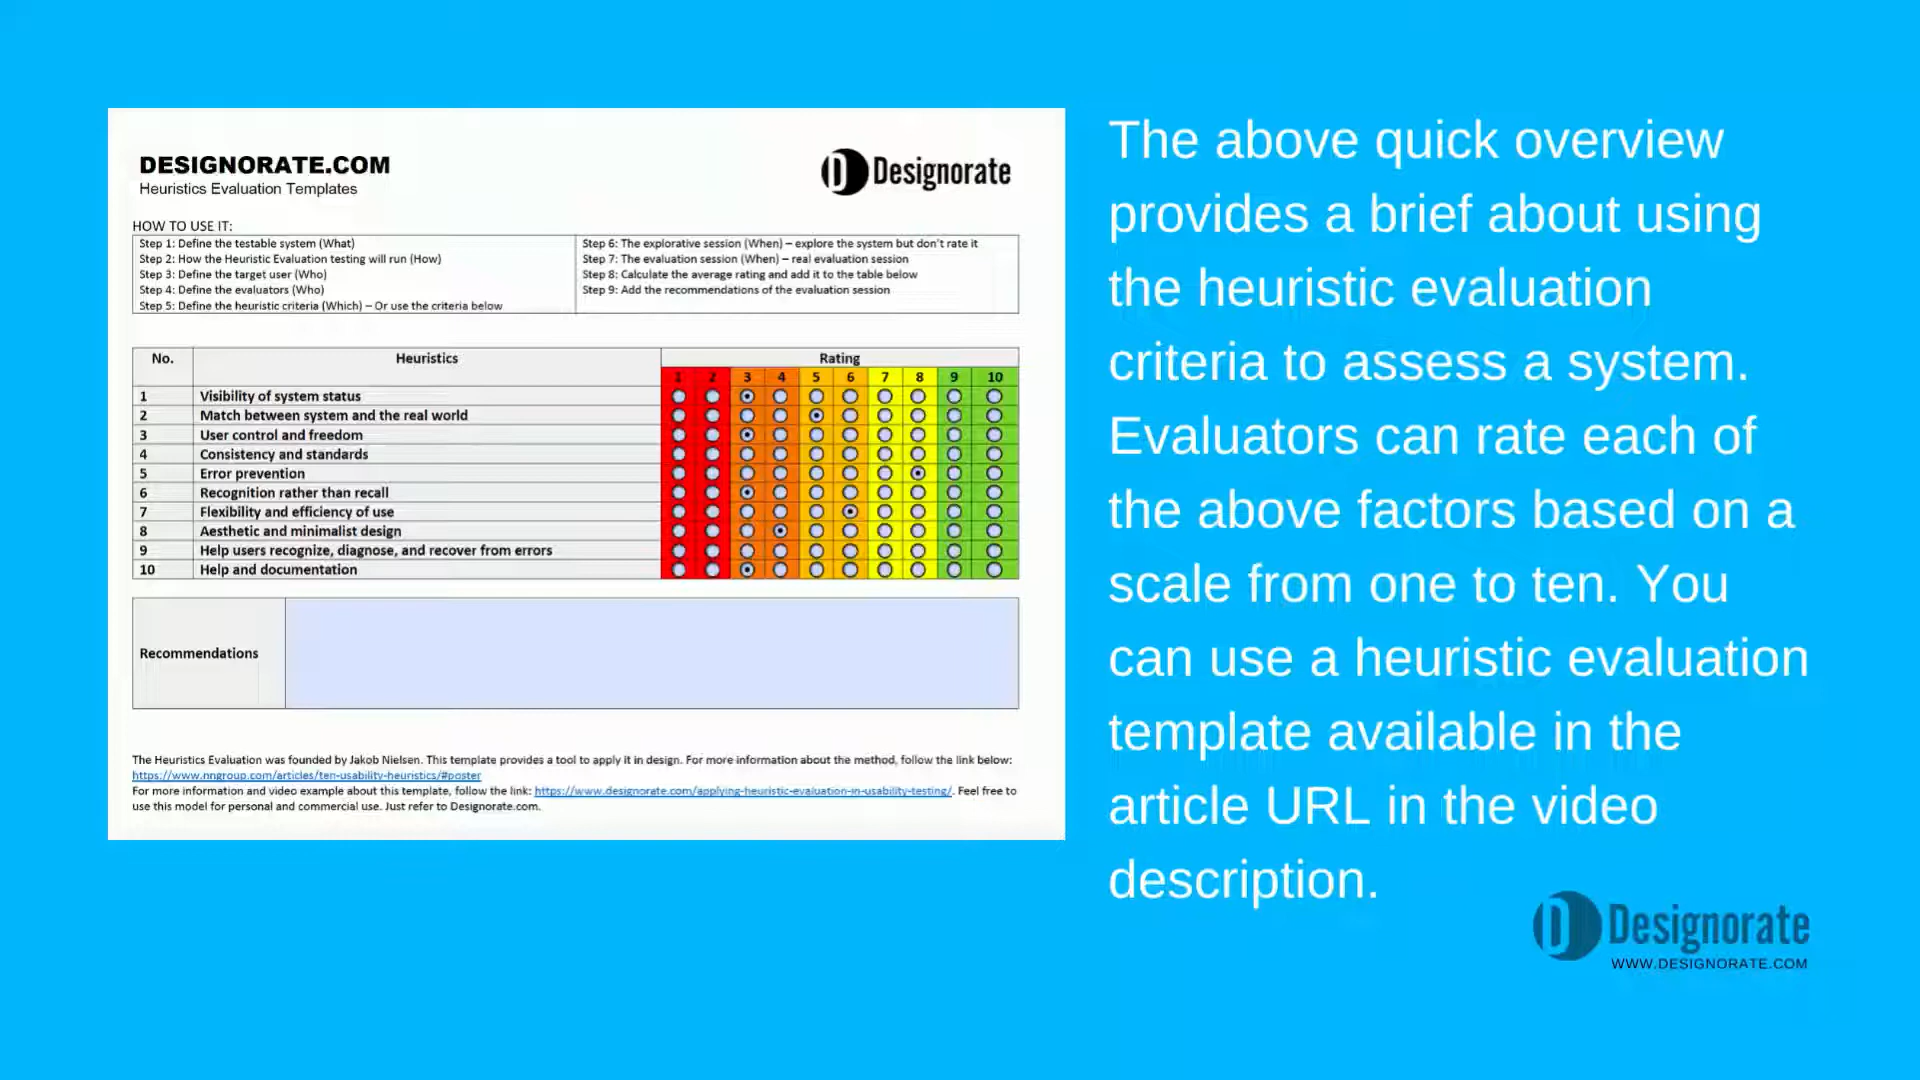 DESIGNORATE.COM
Heuristics Evaluation Templates
Designorate
HOW TO USE IT:
Step 1: Define the testable system (What)
Step 2: How the Heuristic Evaluation testing will run (How)
Step 3: Define the target user (Who)
Step 4: Define the evaluators (Who)
Step 5: Define the heuristic criteria (Which) – Or use the criteria below
Step 6: The explorative session (When) – explore the system but don't rate it
Step 7: The evaluation session (When) – real evaluation session
Step 8: Calculate the average rating and add it to the table below
Step 9: Add the recommendations of the evaluation session
No. Heuristics Rating
1 2 3 4 5 6 7 8 9 10
1 Visibility of system status
2 Match between system and the real world
3 User control and freedom
4 Consistency and standards
5 Error prevention
6 Recognition rather than recall
7 Flexibility and efficiency of use
8 Aesthetic and minimalist design
9 Help users recognize, diagnose, and recover from errors
10 Help and documentation
Recommendations
The Heuristics Evaluation was founded by Jakob Nielsen. This template provides a tool to apply it in design. For more information about the method, follow the link below:
https://www.nngroup.com/articles/ten-usability-heuristics/#poster
For more information and video example about this template, follow the link: https://www.designorate.com/applying-heuristic-evaluation-in-usability-testing/. Feel free to
use this model for personal and commercial use. Just refer to Designorate.com.
The above quick overview
provides a brief about using
the heuristic evaluation
criteria to assess a system.
Evaluators can rate each of
the above factors based on a
scale from one to ten. You
can use a heuristic evaluation
template available in the
article URL in the video
description.
Designorate
WWW.DESIGNORATE.COM